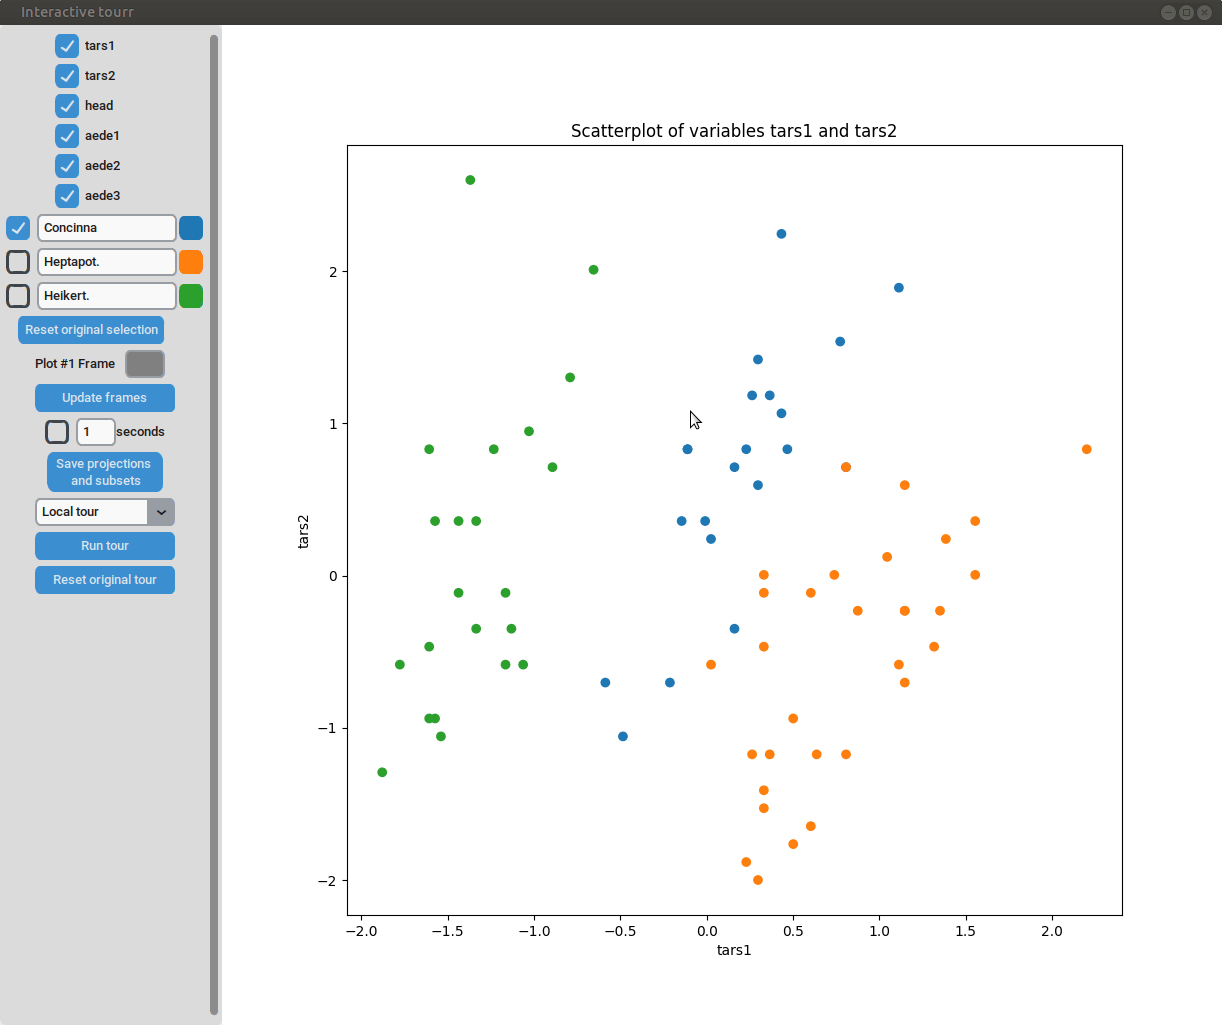 Interactive tourr
tars1
tars2
head
aede1
aede2
aede3
Concinna
Heptapot.
Heikert.
Reset original selection
Plot #1 Frame
Update frames
1 seconds
Save projections
and subsets
Local tour
Run tour
Reset original tour
Scatterplot of variables tars1 and tars2
tars2
2
1
0
−1
−2
−2.0 −1.5 −1.0 −0.5 0.0 0.5 1.0 1.5 2.0
tars1